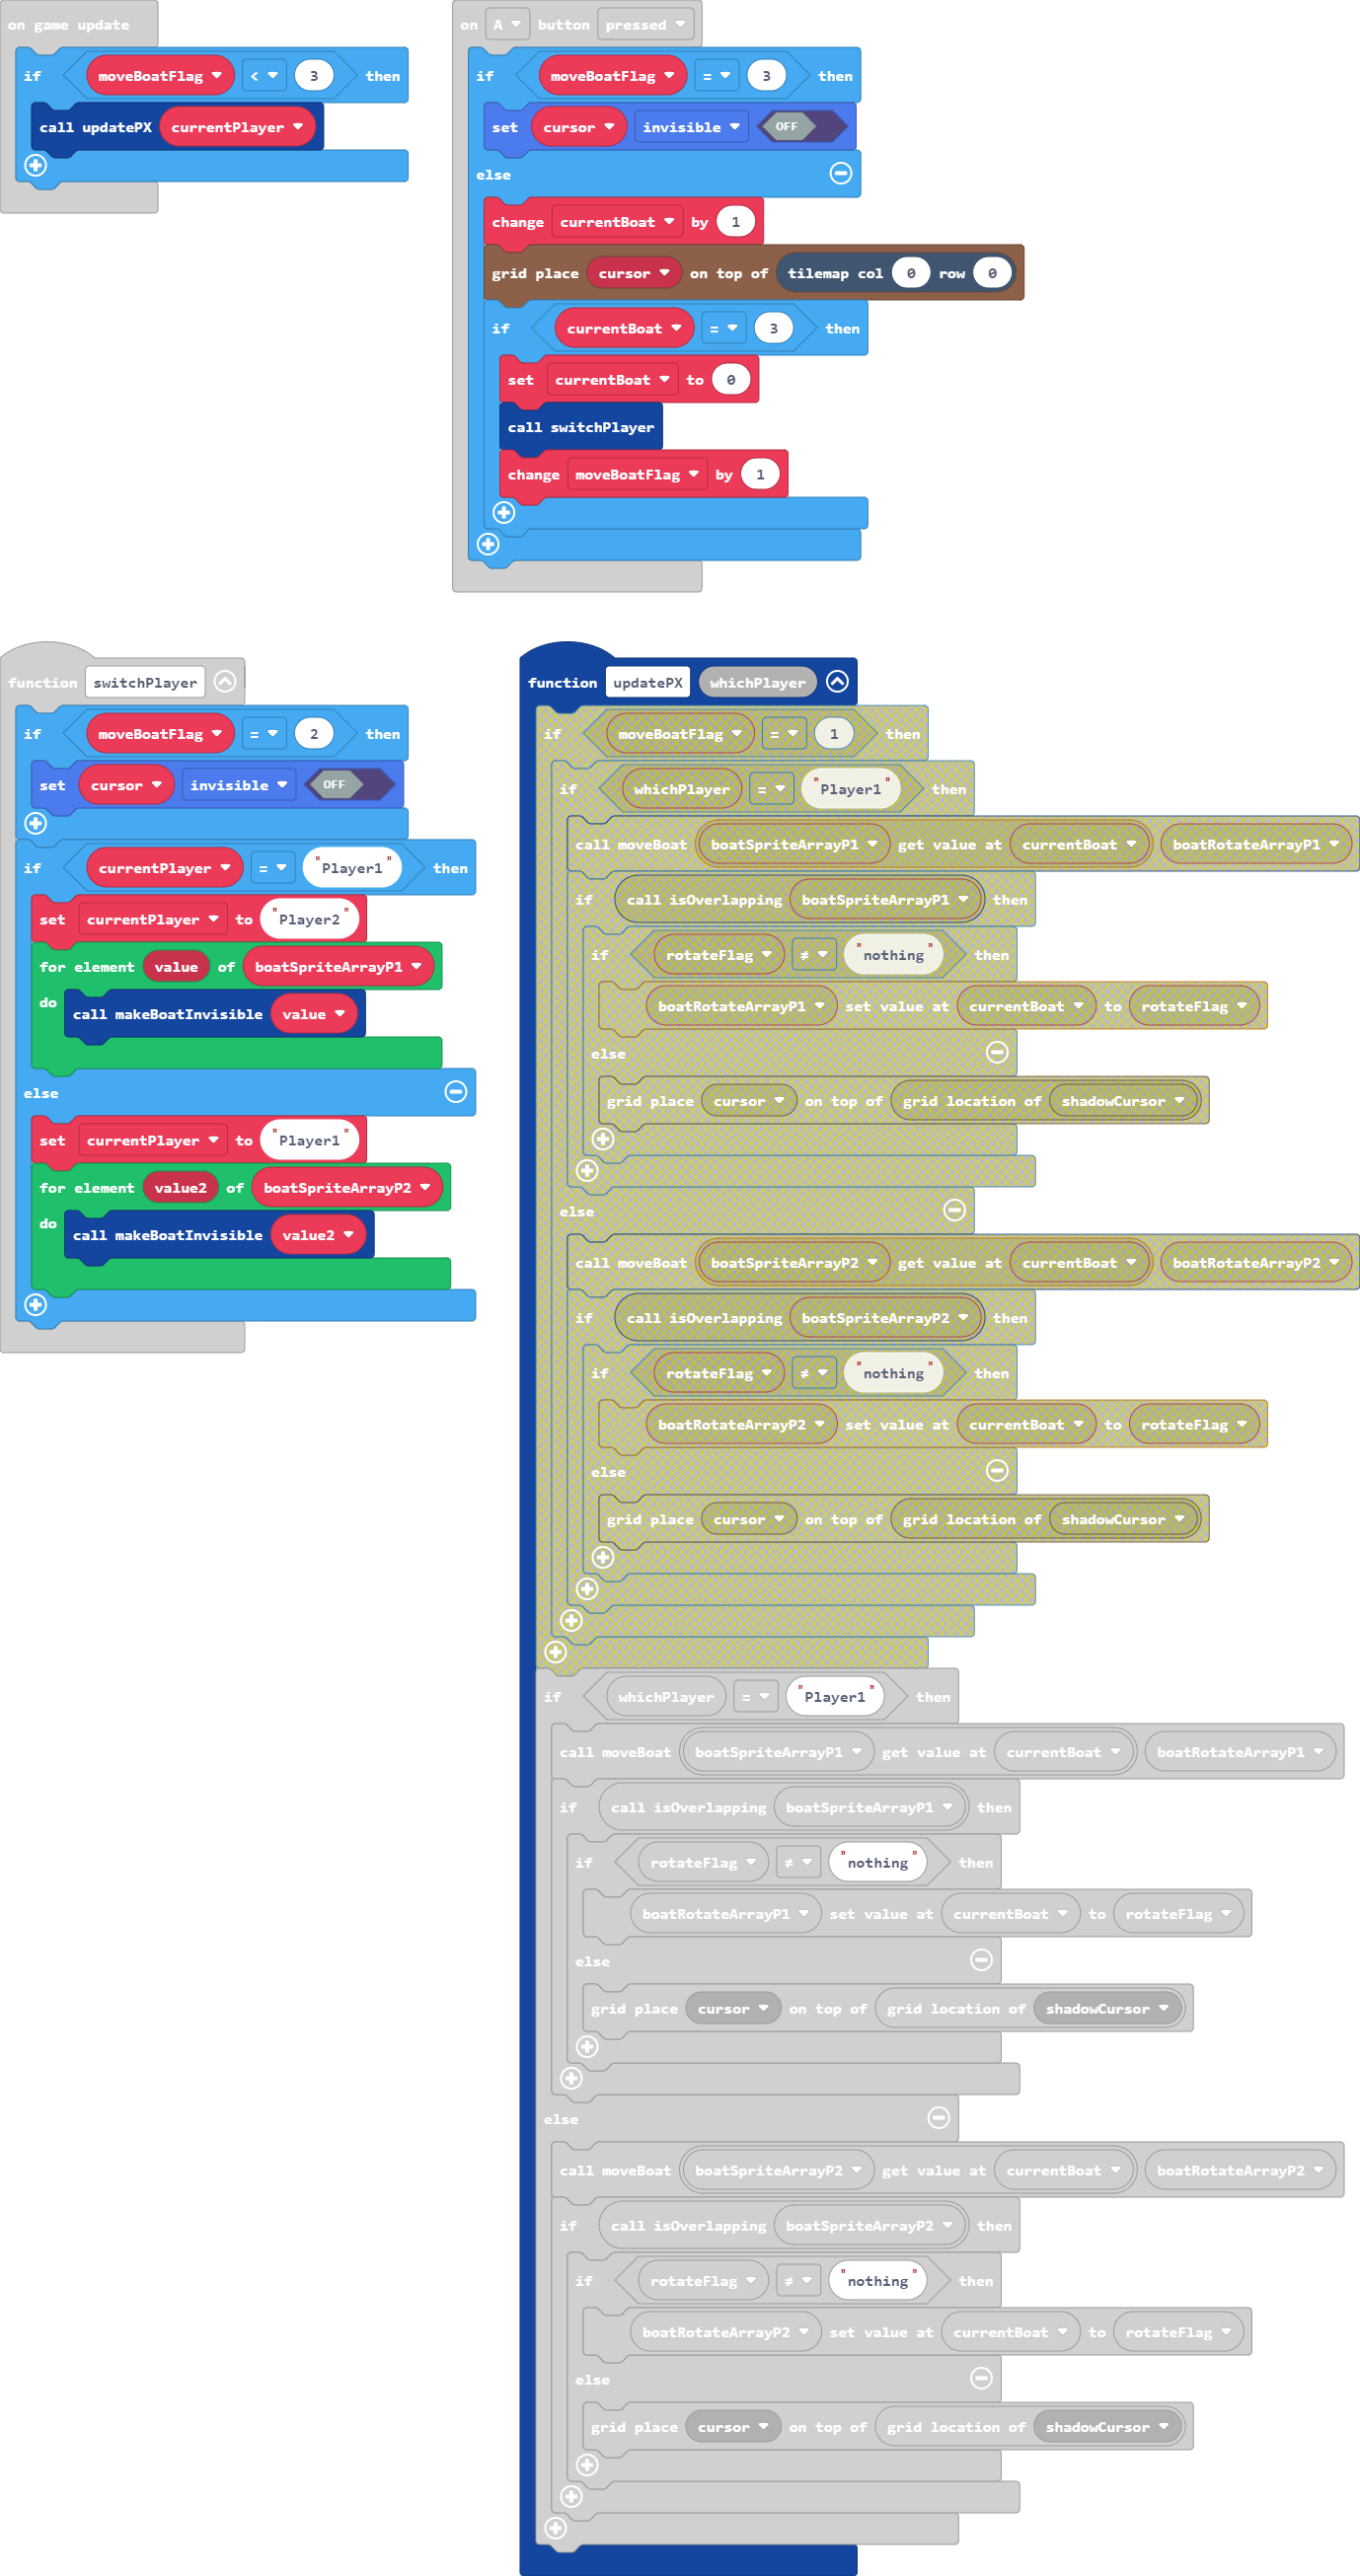 on game update
if moveBoatFlag < 3 then
call updatePX currentPlayer
on A button pressed
if moveBoatFlag = 3 then
set cursor invisible OFF
else
change currentBoat by 1
grid place cursor on top of tilemap col 0 row 0
if currentBoat = 3 then
set currentBoat to 0
call switchPlayer
change moveBoatFlag by 1
function switchPlayer
if moveBoatFlag = 2 then
set cursor invisible OFF
if currentPlayer = "Player1" then
set currentPlayer to "Player2"
for element value of boatSpriteArrayP1
do call makeBoatInvisible value
else
set currentPlayer to "Player1"
for element value2 of boatSpriteArrayP2
do call makeBoatInvisible value2
function updatePX whichPlayer
if moveBoatFlag = 1 then
if whichPlayer = "Player1" then
call moveBoat boatSpriteArrayP1 get value at currentBoat boatRotateArrayP1
if call isOverlapping boatSpriteArrayP1 then
if rotateFlag ≠ "nothing" then
boatRotateArrayP1 set value at currentBoat to rotateFlag
else
grid place cursor on top of grid location of shadowCursor
else
call moveBoat boatSpriteArrayP2 get value at currentBoat boatRotateArrayP2
if call isOverlapping boatSpriteArrayP2 then
if rotateFlag ≠ "nothing" then
boatRotateArrayP2 set value at currentBoat to rotateFlag
else
grid place cursor on top of grid location of shadowCursor
if whichPlayer = "Player1" then
call moveBoat boatSpriteArrayP1 get value at currentBoat boatRotateArrayP1
if call isOverlapping boatSpriteArrayP1 then
if rotateFlag ≠ "nothing" then
boatRotateArrayP1 set value at currentBoat to rotateFlag
else
grid place cursor on top of grid location of shadowCursor
else
call moveBoat boatSpriteArrayP2 get value at currentBoat boatRotateArrayP2
if call isOverlapping boatSpriteArrayP2 then
if rotateFlag ≠ "nothing" then
boatRotateArrayP2 set value at currentBoat to rotateFlag
else
grid place cursor on top of grid location of shadowCursor